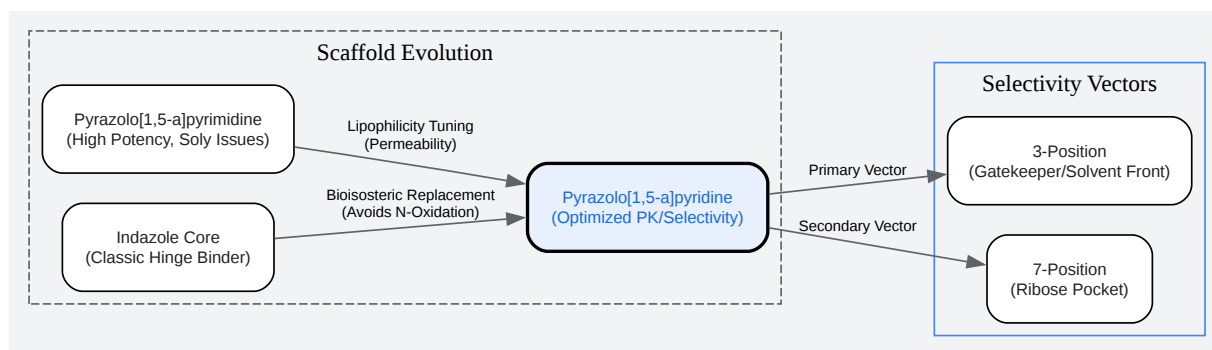 Scaffold Evolution
Pyrazolo[1,5-a]pyrimidine
(High Potency, Soly Issues)
Lipophilicity Tuning
(Permeability)
Bioisosteric Replacement
(Avoids N-Oxidation)
Indazole Core
(Classic Hinge Binder)
Pyrazolo[1,5-a]pyridine
(Optimized PK/Selectivity)
Primary Vector
Secondary Vector
Selectivity Vectors
3-Position
(Gatekeeper/Solvent Front)
7-Position
(Ribose Pocket)